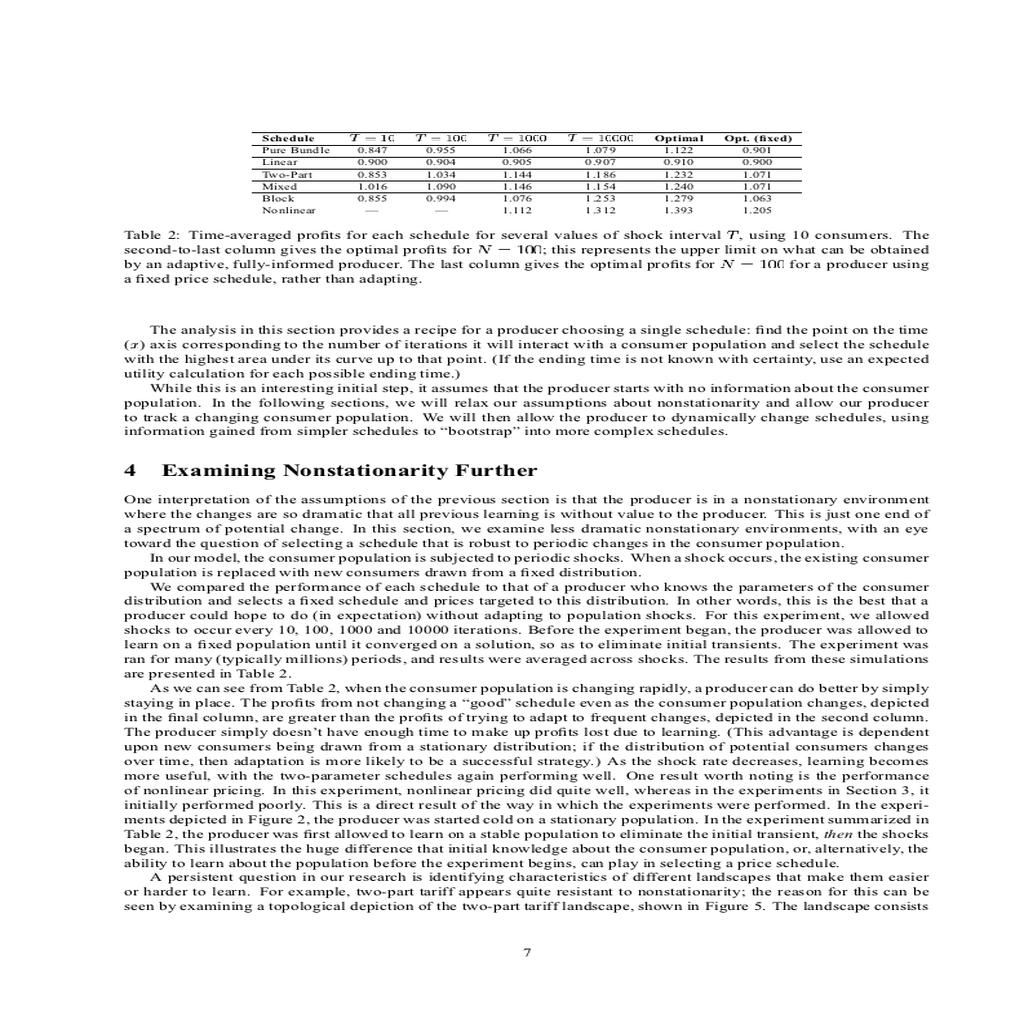 Schedule T = 10 T = 100 T = 1000 T = 10000 Optimal Opt. (fixed)
Pure Bundle 0.847 0.955 1.066 1.079 1.122 0.901
Linear 0.900 0.904 0.905 0.907 0.910 0.900
Two-Part 0.853 1.034 1.144 1.186 1.232 1.071
Mixed 1.016 1.090 1.146 1.154 1.240 1.071
Block 0.855 0.994 1.076 1.253 1.279 1.063
Nonlinear — — 1.112 1.312 1.393 1.205
Table 2: Time-averaged profits for each schedule for several values of shock interval T, using 10 consumers. The
second-to-last column gives the optimal profits for N = 100; this represents the upper limit on what can be obtained
by an adaptive, fully-informed producer. The last column gives the optimal profits for N = 100 for a producer using
a fixed price schedule, rather than adapting.
The analysis in this section provides a recipe for a producer choosing a single schedule: find the point on the time
(x) axis corresponding to the number of iterations it will interact with a consumer population and select the schedule
with the highest area under its curve up to that point. (If the ending time is not known with certainty, use an expected
utility calculation for each possible ending time.)
While this is an interesting initial step, it assumes that the producer starts with no information about the consumer
population. In the following sections, we will relax our assumptions about nonstationarity and allow our producer
to track a changing consumer population. We will then allow the producer to dynamically change schedules, using
information gained from simpler schedules to “bootstrap” into more complex schedules.
4 Examining Nonstationarity Further
One interpretation of the assumptions of the previous section is that the producer is in a nonstationary environment
where the changes are so dramatic that all previous learning is without value to the producer. This is just one end of
a spectrum of potential change. In this section, we examine less dramatic nonstationary environments, with an eye
toward the question of selecting a schedule that is robust to periodic changes in the consumer population.
In our model, the consumer population is subjected to periodic shocks. When a shock occurs, the existing consumer
population is replaced with new consumers drawn from a fixed distribution.
We compared the performance of each schedule to that of a producer who knows the parameters of the consumer
distribution and selects a fixed schedule and prices targeted to this distribution. In other words, this is the best that a
producer could hope to do (in expectation) without adapting to population shocks. For this experiment, we allowed
shocks to occur every 10, 100, 1000 and 10000 iterations. Before the experiment began, the producer was allowed to
learn on a fixed population until it converged on a solution, so as to eliminate initial transients. The experiment was
ran for many (typically millions) periods, and results were averaged across shocks. The results from these simulations
are presented in Table 2.
As we can see from Table 2, when the consumer population is changing rapidly, a producer can do better by simply
staying in place. The profits from not changing a “good” schedule even as the consumer population changes, depicted
in the final column, are greater than the profits of trying to adapt to frequent changes, depicted in the second column.
The producer simply doesn’t have enough time to make up profits lost due to learning. (This advantage is dependent
upon new consumers being drawn from a stationary distribution; if the distribution of potential consumers changes
over time, then adaptation is more likely to be a successful strategy.) As the shock rate decreases, learning becomes
more useful, with the two-parameter schedules again performing well. One result worth noting is the performance
of nonlinear pricing. In this experiment, nonlinear pricing did quite well, whereas in the experiments in Section 3, it
initially performed poorly. This is a direct result of the way in which the experiments were performed. In the experi-
ments depicted in Figure 2, the producer was started cold on a stationary population. In the experiment summarized in
Table 2, the producer was first allowed to learn on a stable population to eliminate the initial transient, then the shocks
began. This illustrates the huge difference that initial knowledge about the consumer population, or, alternatively, the
ability to learn about the population before the experiment begins, can play in selecting a price schedule.
A persistent question in our research is identifying characteristics of different landscapes that make them easier
or harder to learn. For example, two-part tariff appears quite resistant to nonstationarity; the reason for this can be
seen by examining a topological depiction of the two-part tariff landscape, shown in Figure 5. The landscape consists
7